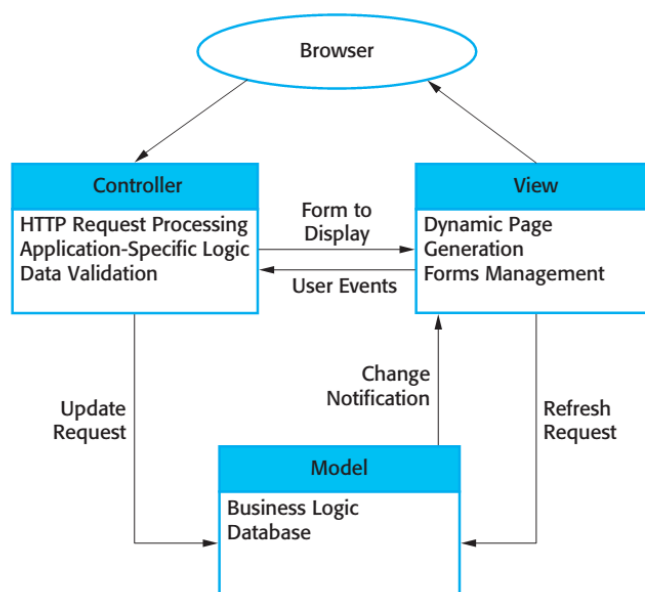 Browser
Controller
HTTP Request Processing
Application-Specific Logic
Data Validation
Form to
Display
User Events
View
Dynamic Page
Generation
Forms Management
Update
Request
Change
Notification
Refresh
Request
Model
Business Logic
Database